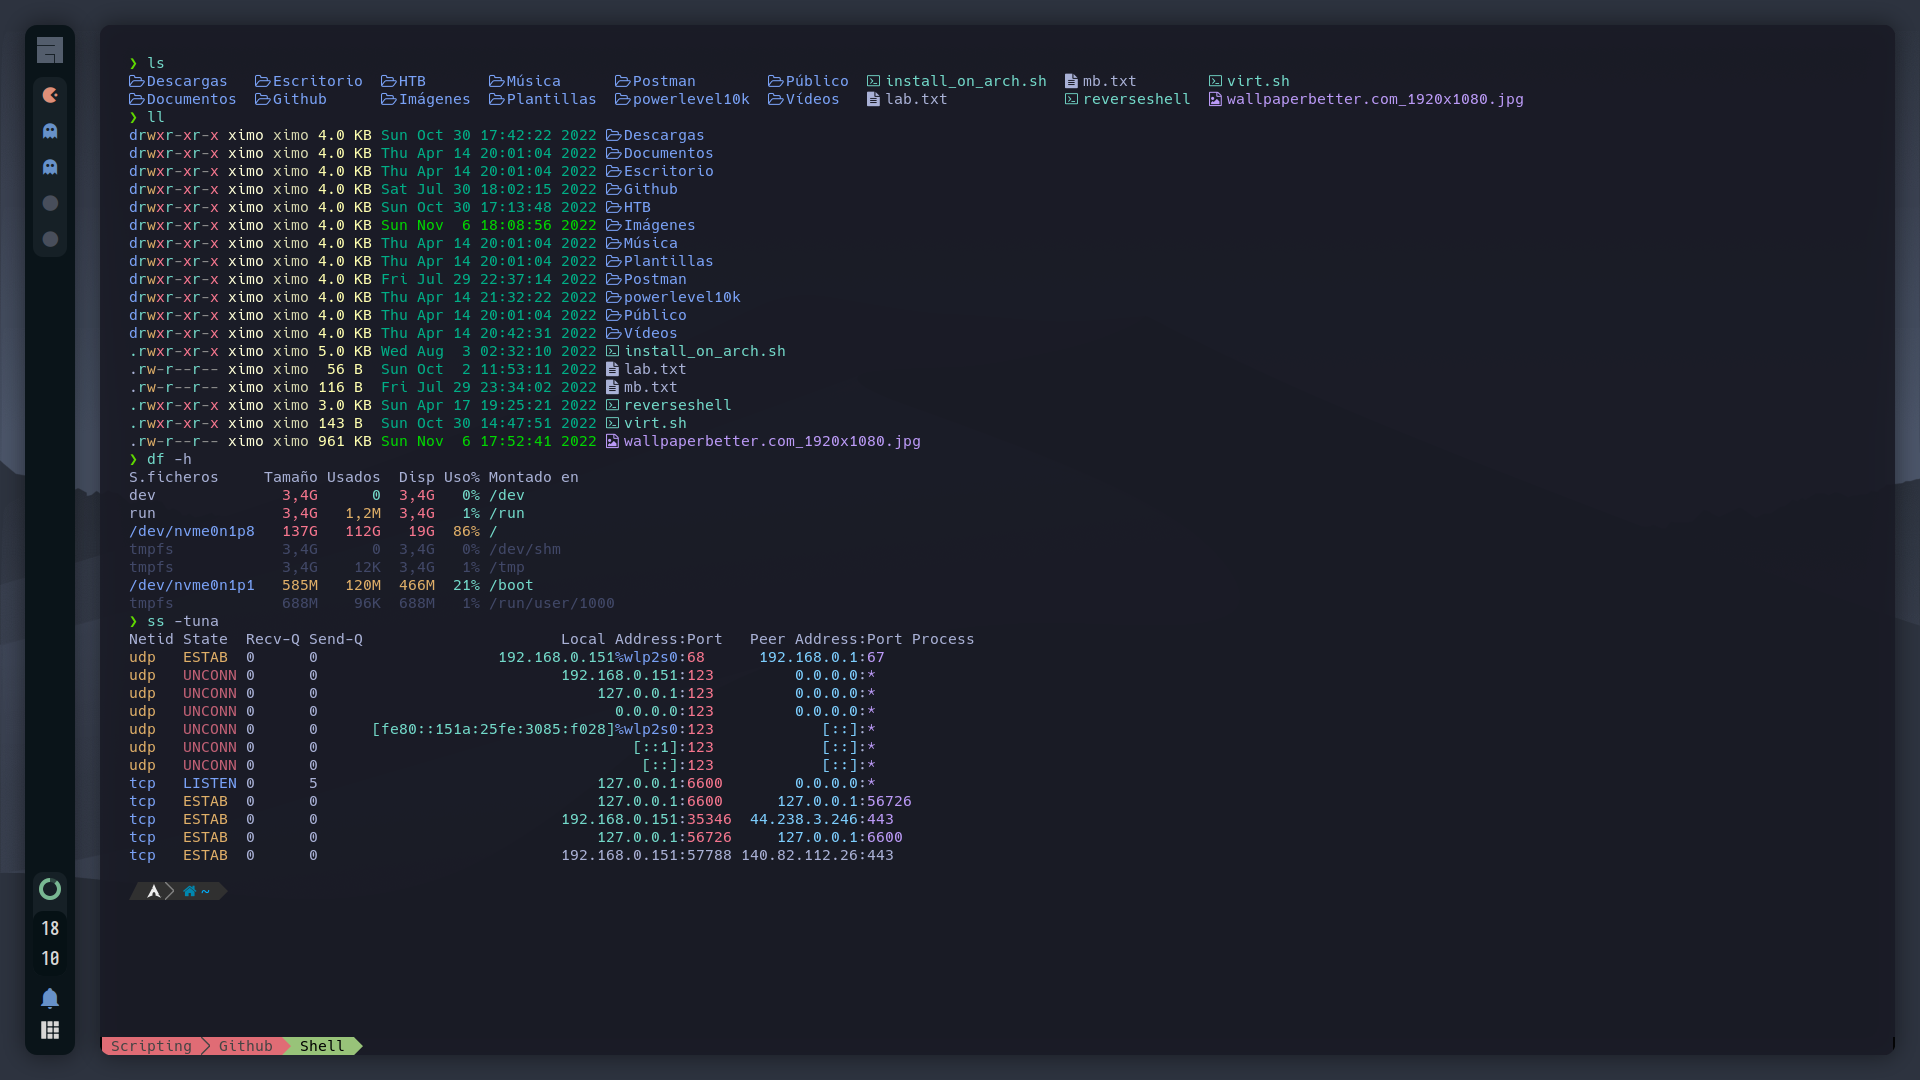 ❯ ls
Descargas Escritorio HTB Música Postman Público install_on_arch.sh mb.txt virt.sh
Documentos Github Imágenes Plantillas powerlevel10k Vídeos lab.txt reverseshell wallpaperbetter.com_1920x1080.jpg
❯ ll
drwxr-xr-x ximo ximo 4.0 KB Sun Oct 30 17:42:22 2022 Descargas
drwxr-xr-x ximo ximo 4.0 KB Thu Apr 14 20:01:04 2022 Documentos
drwxr-xr-x ximo ximo 4.0 KB Thu Apr 14 20:01:04 2022 Escritorio
drwxr-xr-x ximo ximo 4.0 KB Sat Jul 30 18:02:15 2022 Github
drwxr-xr-x ximo ximo 4.0 KB Sun Oct 30 17:13:48 2022 HTB
drwxr-xr-x ximo ximo 4.0 KB Sun Nov  6 18:08:56 2022 Imágenes
drwxr-xr-x ximo ximo 4.0 KB Thu Apr 14 20:01:04 2022 Música
drwxr-xr-x ximo ximo 4.0 KB Thu Apr 14 20:01:04 2022 Plantillas
drwxr-xr-x ximo ximo 4.0 KB Fri Jul 29 22:37:14 2022 Postman
drwxr-xr-x ximo ximo 4.0 KB Thu Apr 14 21:32:22 2022 powerlevel10k
drwxr-xr-x ximo ximo 4.0 KB Thu Apr 14 20:01:04 2022 Público
drwxr-xr-x ximo ximo 4.0 KB Thu Apr 14 20:42:31 2022 Vídeos
.rwxr-xr-x ximo ximo 5.0 KB Wed Aug  3 02:32:10 2022 install_on_arch.sh
.rw-r--r-- ximo ximo  56 B  Sun Oct  2 11:53:11 2022 lab.txt
.rw-r--r-- ximo ximo 116 B  Fri Jul 29 23:34:02 2022 mb.txt
.rwxr-xr-x ximo ximo 3.0 KB Sun Apr 17 19:25:21 2022 reverseshell
.rwxr-xr-x ximo ximo 143 B  Sun Oct 30 14:47:51 2022 virt.sh
.rw-r--r-- ximo ximo 961 KB Sun Nov  6 17:52:41 2022 wallpaperbetter.com_1920x1080.jpg
❯ df -h
S.ficheros     Tamaño Usados  Disp Uso% Montado en
dev              3,4G      0  3,4G   0% /dev
run              3,4G   1,2M  3,4G   1% /run
/dev/nvme0n1p8   137G   112G   19G  86% /
tmpfs            3,4G      0  3,4G   0% /dev/shm
tmpfs            3,4G    12K  3,4G   1% /tmp
/dev/nvme0n1p1   585M   120M  466M  21% /boot
tmpfs            688M    96K  688M   1% /run/user/1000
❯ ss -tuna
Netid State  Recv-Q Send-Q Local Address:Port Peer Address:Port Process
udp   ESTAB  0      0      192.168.0.151%wlp2s0:68 192.168.0.1:67
udp   UNCONN 0      0      192.168.0.151:123 0.0.0.0:*
udp   UNCONN 0      0      127.0.0.1:123 0.0.0.0:*
udp   UNCONN 0      0      0.0.0.0:123 0.0.0.0:*
udp   UNCONN 0      0      [fe80::151a:25fe:3085:f028]%wlp2s0:123 [::]:*
udp   UNCONN 0      0      [::1]:123 [::]:*
udp   UNCONN 0      0      [::]:123 [::]:*
tcp   LISTEN 0      5      127.0.0.1:6600 0.0.0.0:*
tcp   ESTAB  0      0      127.0.0.1:6600 127.0.0.1:56726
tcp   ESTAB  0      0      192.168.0.151:35346 44.238.3.246:443
tcp   ESTAB  0      0      127.0.0.1:56726 127.0.0.1:6600
tcp   ESTAB  0      0      192.168.0.151:57788 140.82.112.26:443
~
18
10
Scripting Github Shell